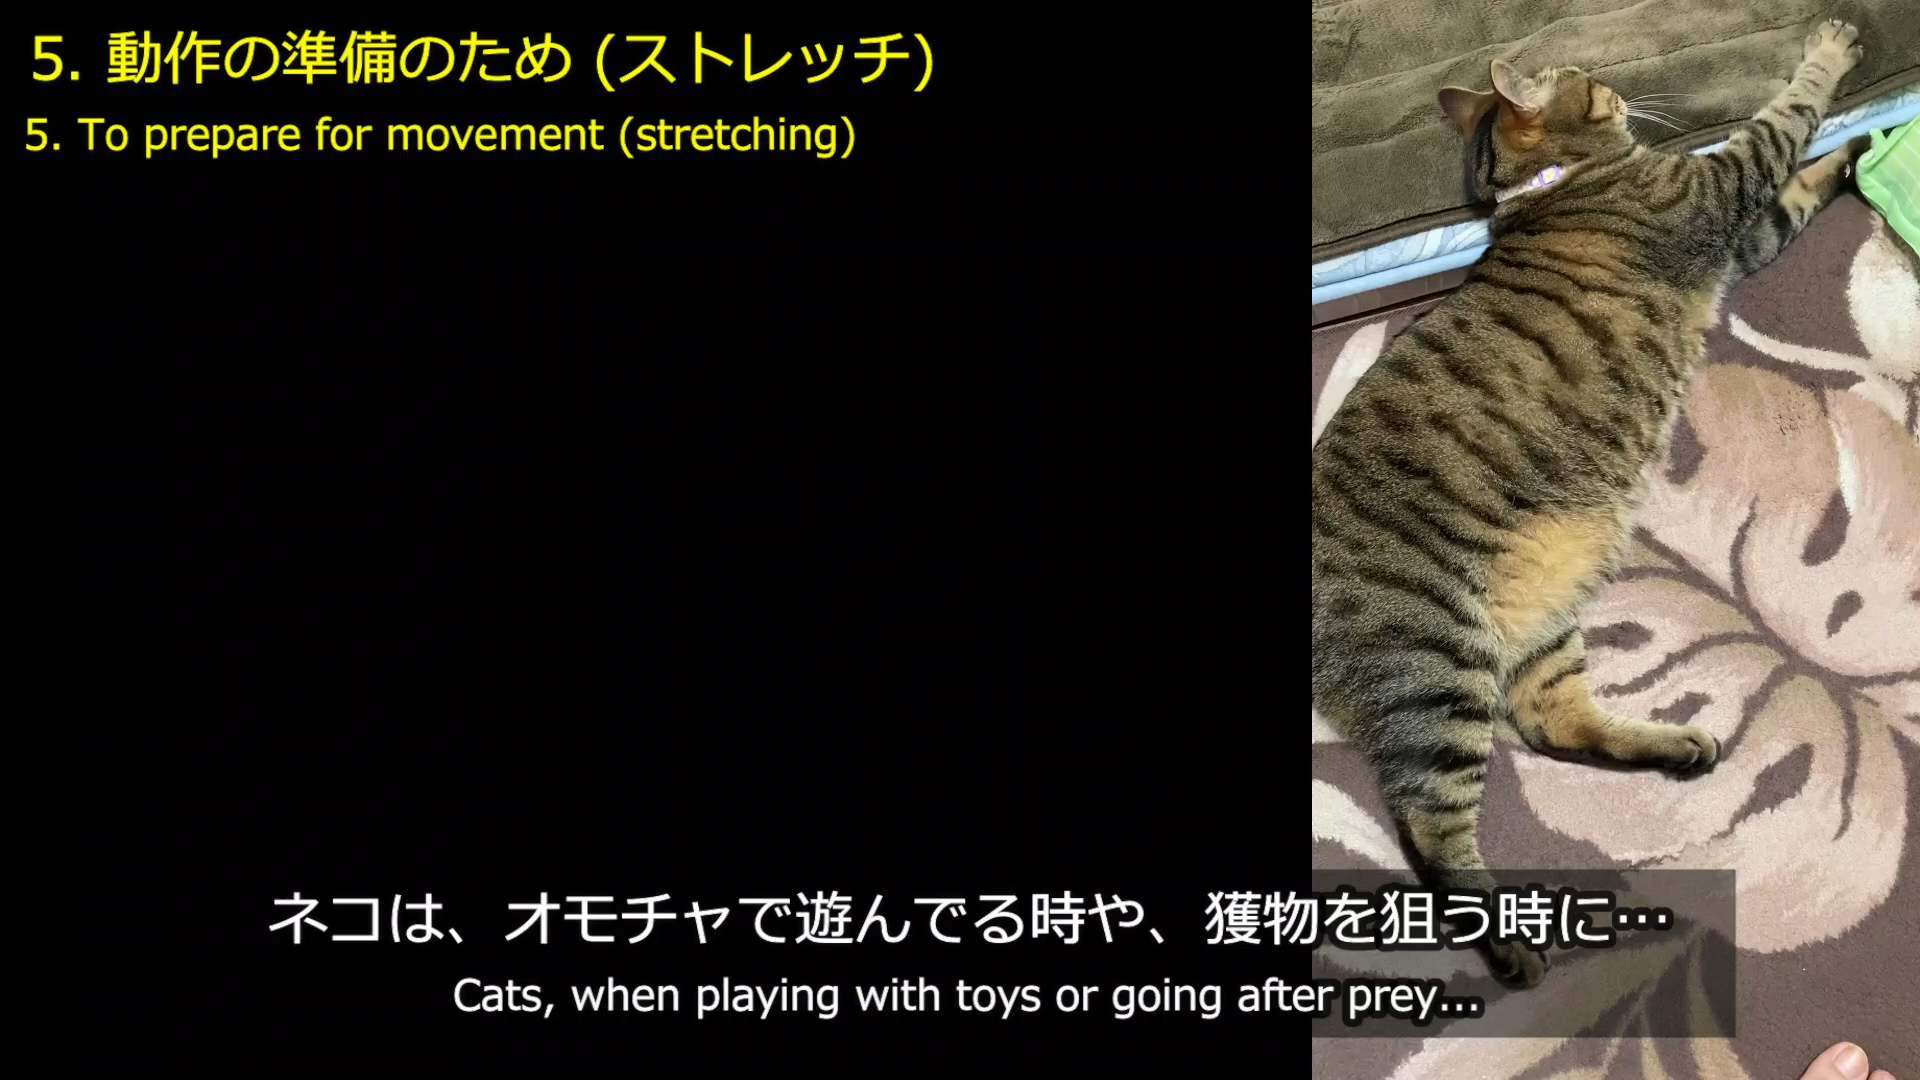 5. 動作の準備のため (ストレッチ)
5. To prepare for movement (stretching)
ネコは、オモチャで遊んでる時や、獲物を狙う時に…
Cats, when playing with toys or going after prey...